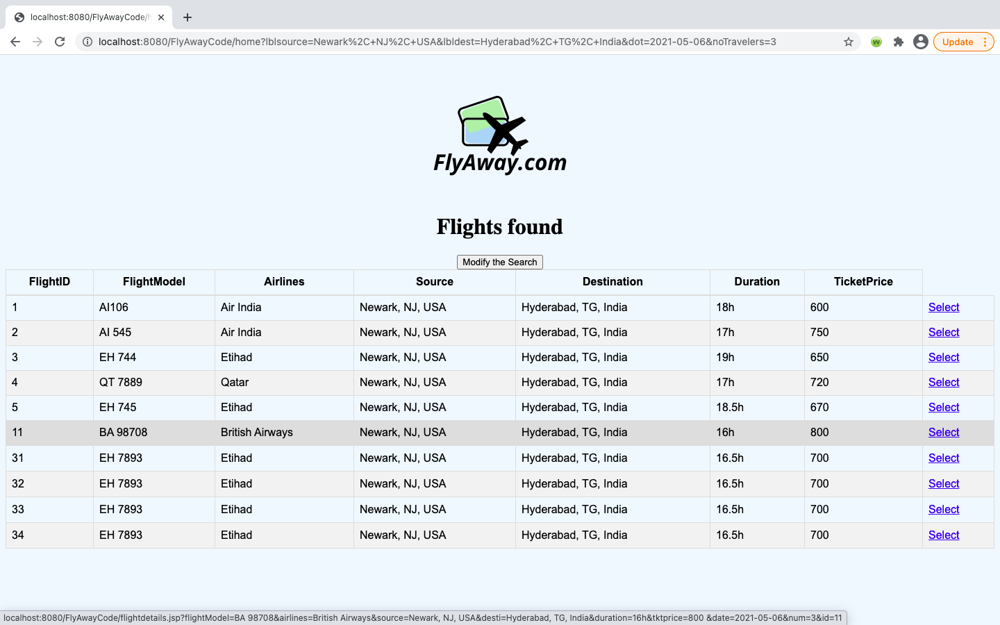 localhost:8080/FlyAwayCode/h
localhost:8080/FlyAwayCode/home?lblsource=Newark%2C+NJ%2C+USA&lbldest=Hyderabad%2C+TG%2C+India&dot=2021-05-06&noTravelers=3
W
Update
FlyAway.com
Flights found
Modify the Search
FlightID FlightModel Airlines Source Destination Duration TicketPrice
1 AI106 Air India Newark, NJ, USA Hyderabad, TG, India 18h 600 Select
2 AI 545 Air India Newark, NJ, USA Hyderabad, TG, India 17h 750 Select
3 EH 744 Etihad Newark, NJ, USA Hyderabad, TG, India 19h 650 Select
4 QT 7889 Qatar Newark, NJ, USA Hyderabad, TG, India 17h 720 Select
5 EH 745 Etihad Newark, NJ, USA Hyderabad, TG, India 18.5h 670 Select
11 BA 98708 British Airways Newark, NJ, USA Hyderabad, TG, India 16h 800 Select
31 EH 7893 Etihad Newark, NJ, USA Hyderabad, TG, India 16.5h 700 Select
32 EH 7893 Etihad Newark, NJ, USA Hyderabad, TG, India 16.5h 700 Select
33 EH 7893 Etihad Newark, NJ, USA Hyderabad, TG, India 16.5h 700 Select
34 EH 7893 Etihad Newark, NJ, USA Hyderabad, TG, India 16.5h 700 Select
localhost:8080/FlyAwayCode/flightdetails.jsp?flightModel=BA 98708&airlines=British Airways&source=Newark, NJ, USA&desti=Hyderabad, TG, India&duration=16h&tktprice=800 &date=2021-05-06&num=3&id=11